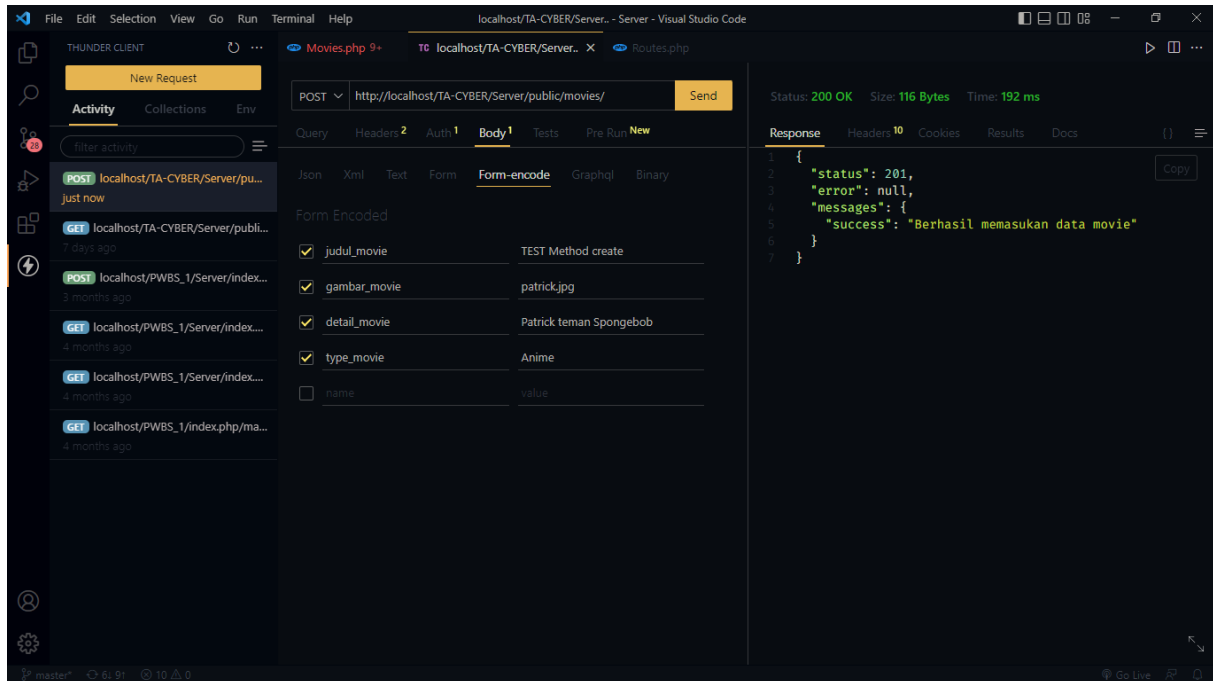 File Edit Selection View Go Run Terminal Help localhost/TA-CYBER/Server.. - Server - Visual Studio Code
THUNDER CLIENT
New Request
Activity Collections Env
filter activity
POST localhost/TA-CYBER/Server/pu...
just now
GET localhost/TA-CYBER/Server/publi...
7 days ago
POST localhost/PWBS_1/Server/index...
3 months ago
GET localhost/PWBS_1/Server/index....
4 months ago
GET localhost/PWBS_1/Server/index....
4 months ago
GET localhost/PWBS_1/index.php/ma...
4 months ago
28
Movies.php 9+ TC localhost/TA-CYBER/Server.. Routes.php
POST http://localhost/TA-CYBER/Server/public/movies/ Send
Query Headers 2 Auth 1 Body 1 Tests Pre Run New
Json Xml Text Form Form-encode Graphql Binary
Form Encoded
judul_movie TEST Method create
gambar_movie patrick.jpg
detail_movie Patrick teman Spongebob
type_movie Anime
name value
Status: 200 OK Size: 116 Bytes Time: 192 ms
Response Headers 10 Cookies Results Docs { }
Copy
1 {
2 "status": 201,
3 "error": null,
4 "messages": {
5 "success": "Berhasil memasukan data movie"
6 }
7 }
master* 6↓ 9↑ 10 0 Go Live